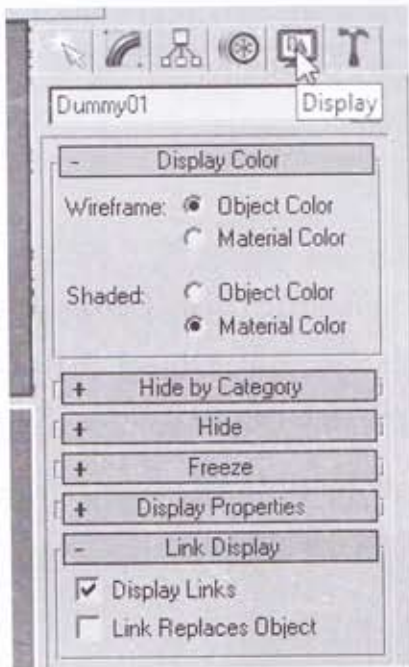 Dummy01
Display
- Display Color
Wireframe: Object Color
Material Color
Shaded: Object Color
Material Color
+ Hide by Category
+ Hide
+ Freeze
+ Display Properties
- Link Display
Display Links
Link Replaces Object